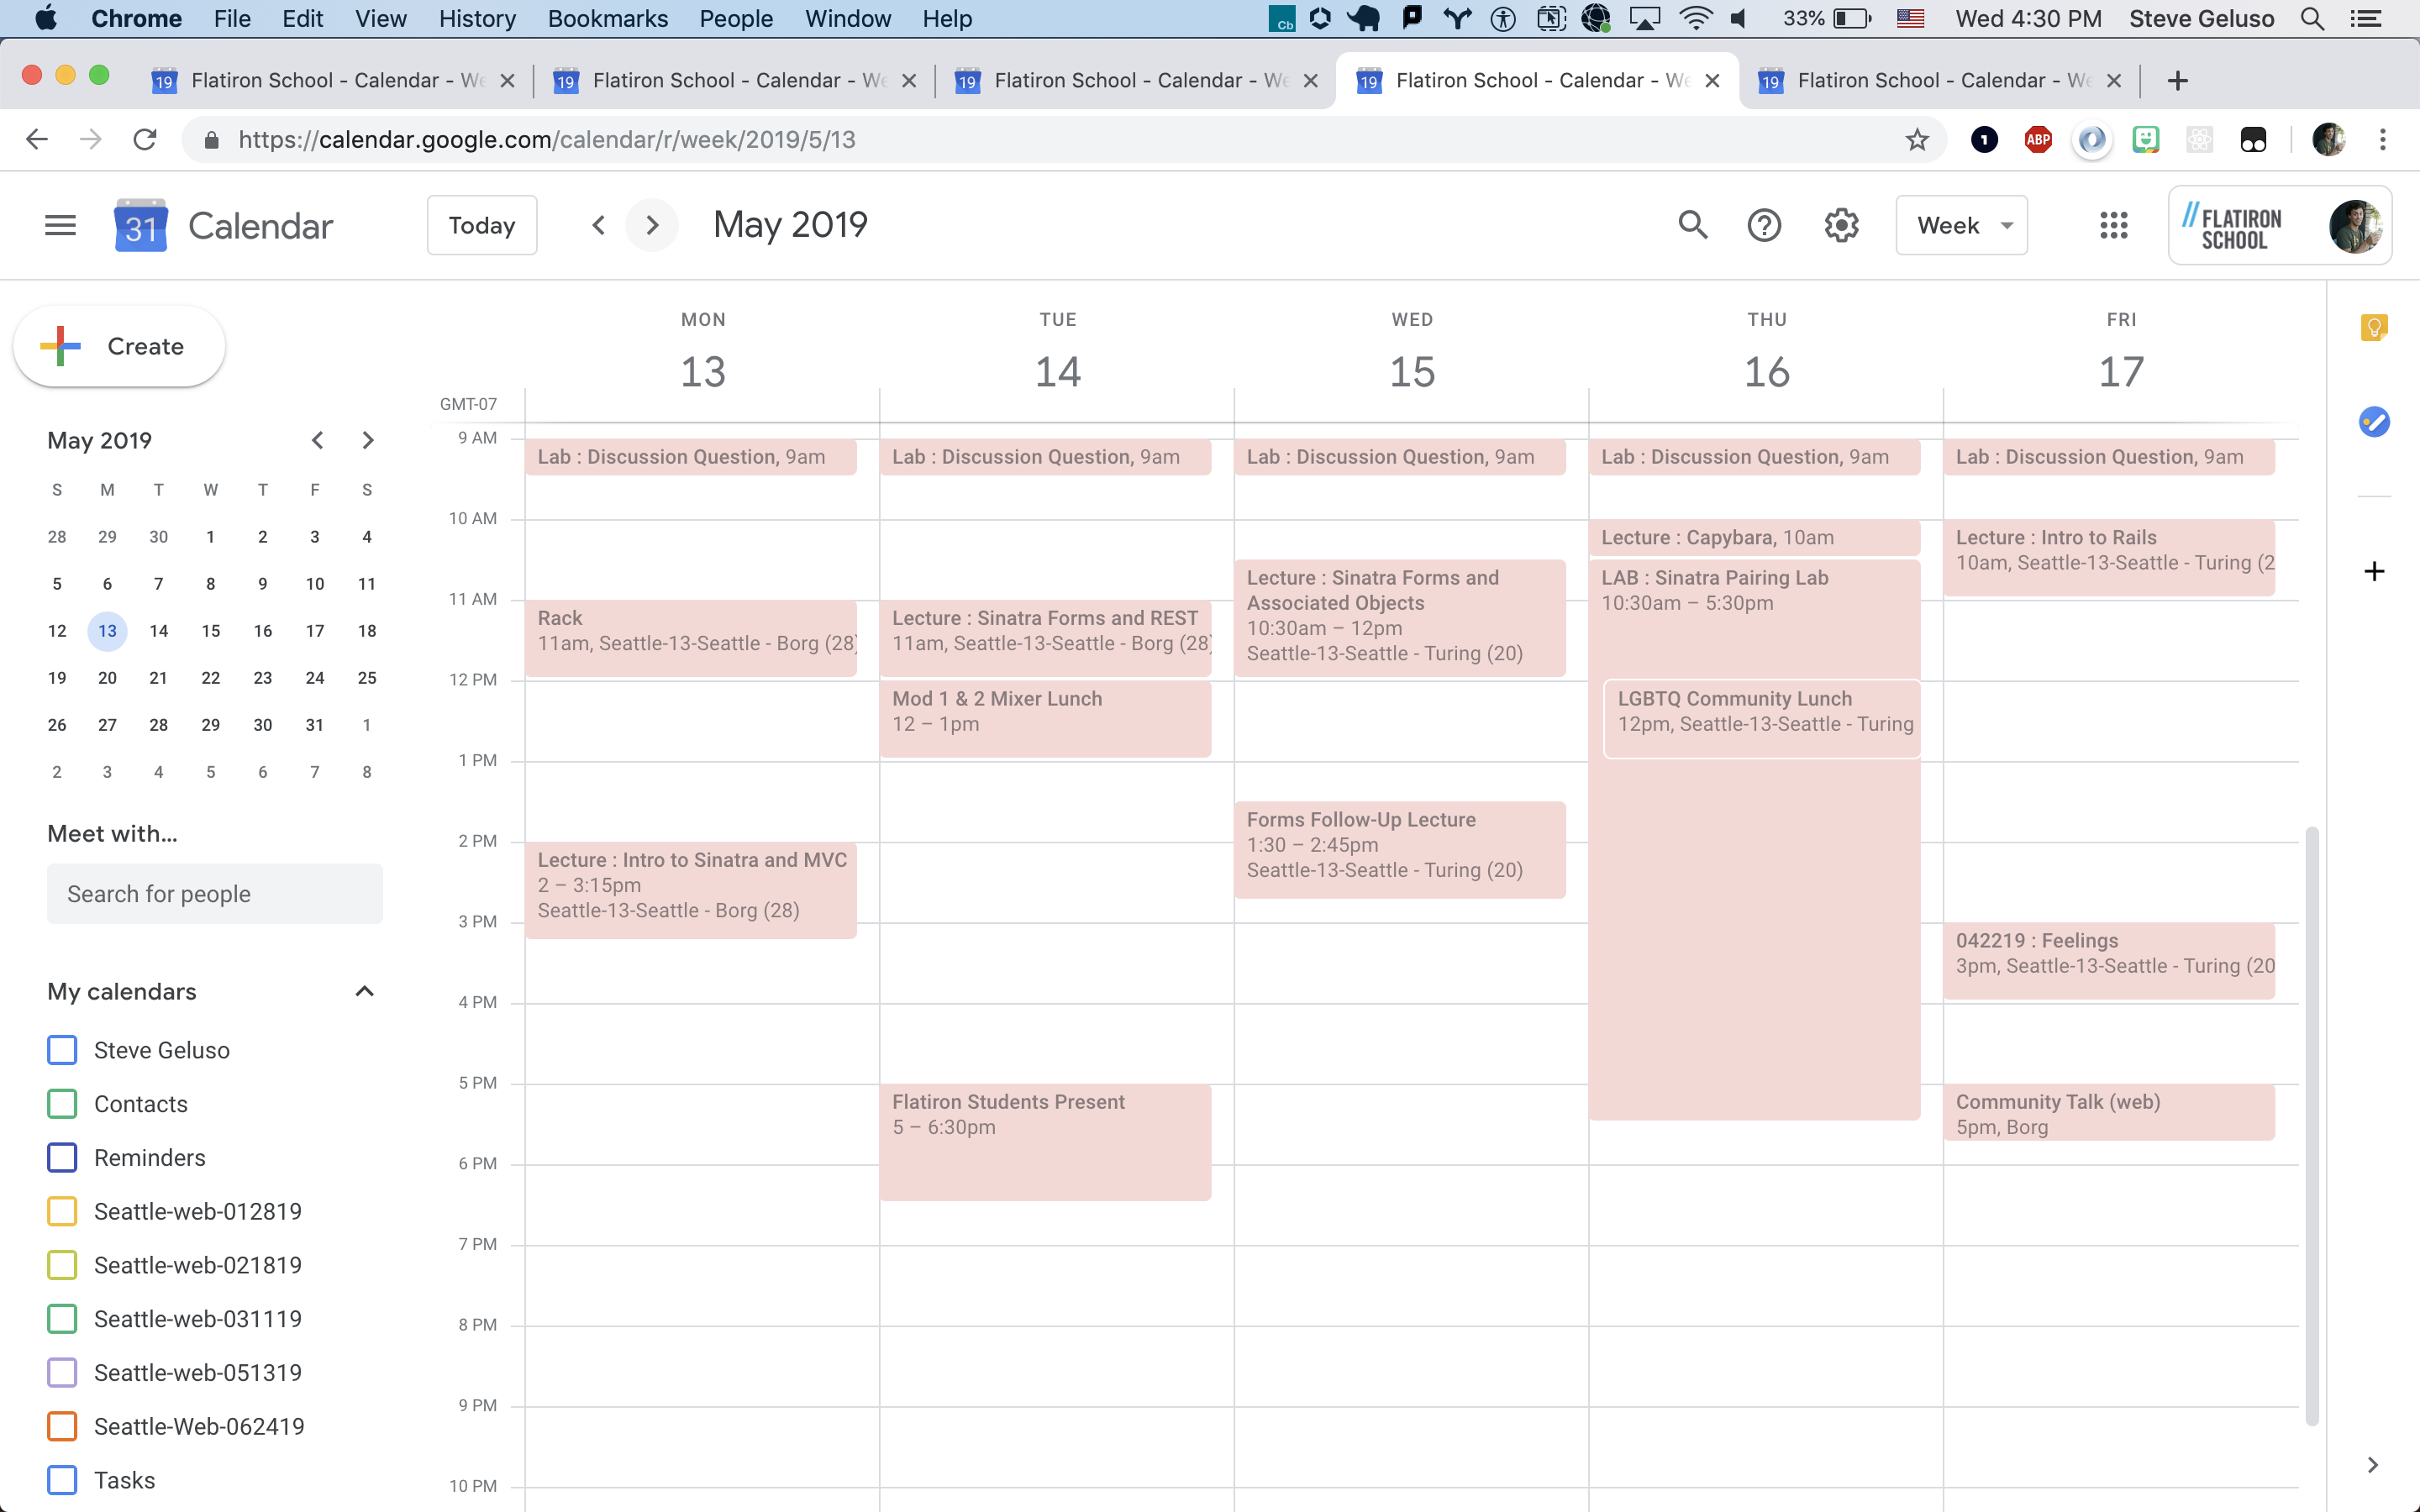 Chrome File Edit View History Bookmarks People Window Help
Cb 33% Wed 4:30 PM Steve Geluso
19 Flatiron School - Calendar - We
19 Flatiron School - Calendar - We
19 Flatiron School - Calendar - We
19 Flatiron School - Calendar - We
19 Flatiron School - Calendar - We
https://calendar.google.com/calendar/r/week/2019/5/13
1 ABP
31 Calendar Today May 2019 Week
FLATIRON
SCHOOL
Create
May 2019
S M T W T F S
28 29 30 1 2 3 4
5 6 7 8 9 10 11
12 13 14 15 16 17 18
19 20 21 22 23 24 25
26 27 28 29 30 31 1
2 3 4 5 6 7 8
Meet with...
Search for people
My calendars
Steve Geluso
Contacts
Reminders
Seattle-web-012819
Seattle-web-021819
Seattle-web-031119
Seattle-web-051319
Seattle-Web-062419
Tasks
GMT-07
9 AM
10 AM
11 AM
12 PM
1 PM
2 PM
3 PM
4 PM
5 PM
6 PM
7 PM
8 PM
9 PM
10 PM
MON
13
Lab : Discussion Question, 9am
Rack
11am, Seattle-13-Seattle - Borg (28)
Lecture : Intro to Sinatra and MVC
2 – 3:15pm
Seattle-13-Seattle - Borg (28)
TUE
14
Lab : Discussion Question, 9am
Lecture : Sinatra Forms and REST
11am, Seattle-13-Seattle - Borg (28)
Mod 1 & 2 Mixer Lunch
12 – 1pm
Flatiron Students Present
5 – 6:30pm
WED
15
Lab : Discussion Question, 9am
Lecture : Sinatra Forms and
Associated Objects
10:30am – 12pm
Seattle-13-Seattle - Turing (20)
Forms Follow-Up Lecture
1:30 – 2:45pm
Seattle-13-Seattle - Turing (20)
THU
16
Lab : Discussion Question, 9am
Lecture : Capybara, 10am
LAB : Sinatra Pairing Lab
10:30am – 5:30pm
LGBTQ Community Lunch
12pm, Seattle-13-Seattle - Turing
FRI
17
Lab : Discussion Question, 9am
Lecture : Intro to Rails
10am, Seattle-13-Seattle - Turing (2
042219 : Feelings
3pm, Seattle-13-Seattle - Turing (20
Community Talk (web)
5pm, Borg